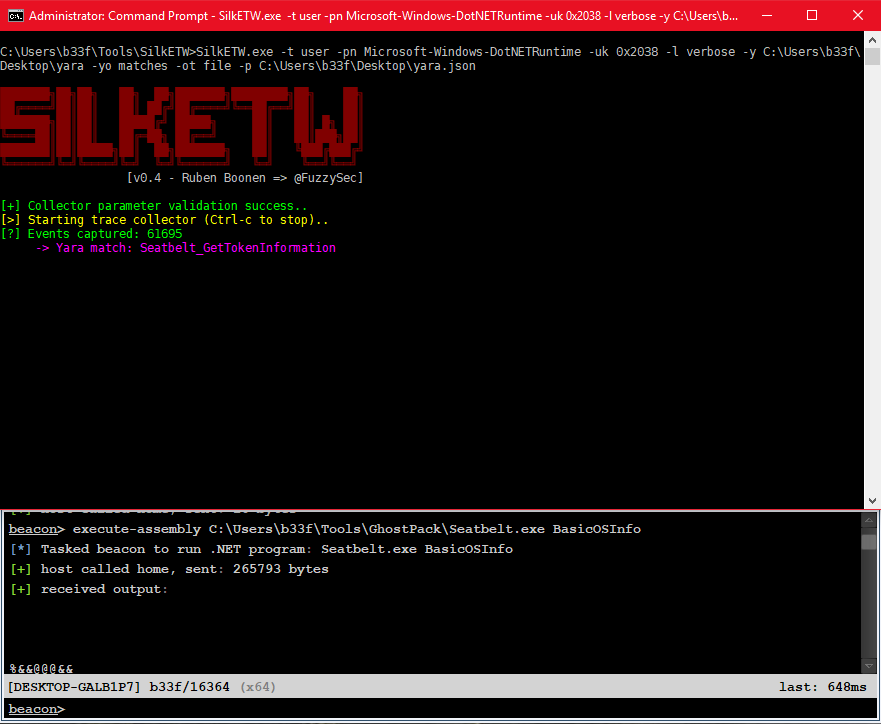 Administrator: Command Prompt - SilkETW.exe -t user -pn Microsoft-Windows-DotNETRuntime -uk 0x2038 -l verbose -y C:\Users\b...
C:\Users\b33f\Tools\SilkETW>SilkETW.exe -t user -pn Microsoft-Windows-DotNETRuntime -uk 0x2038 -l verbose -y C:\Users\b33f\
Desktop\yara -yo matches -ot file -p C:\Users\b33f\Desktop\yara.json
SILKETW
[v0.4 - Ruben Boonen => @FuzzySec]
[+] Collector parameter validation success..
[>] Starting trace collector (Ctrl-c to stop)..
[?] Events captured: 61695
-> Yara match: Seatbelt_GetTokenInformation
beacon> execute-assembly C:\Users\b33f\Tools\GhostPack\Seatbelt.exe BasicOSInfo
[*] Tasked beacon to run .NET program: Seatbelt.exe BasicOSInfo
[+] host called home, sent: 265793 bytes
[+] received output:
%&&@@@&&
[DESKTOP-GALB1P7] b33f/16364 (x64) last: 648ms
beacon>